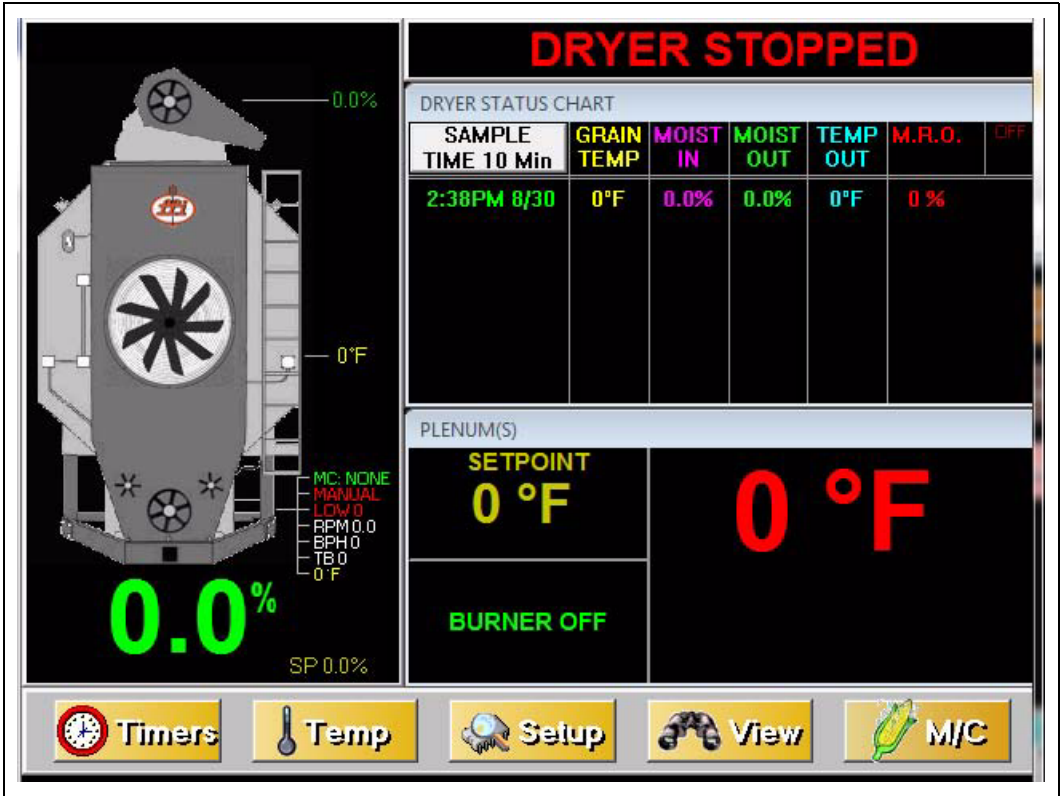 DRYER STOPPED
0.0%
DRYER STATUS CHART
SAMPLE TIME 10 Min
GRAIN TEMP
MOIST IN
MOIST OUT
TEMP OUT
M.R.O.
OFF
2:38PM 8/30 0°F 0.0% 0.0% 0°F 0 %
ffi
0°F
MC: NONE
MANUAL
LOW 0
RPM 0.0
BPH 0
TB 0
0°F
0.0%
SP 0.0%
PLENUM(S)
SETPOINT
0 °F
0 °F
BURNER OFF
Timers
Temp
Setup
View
M/C